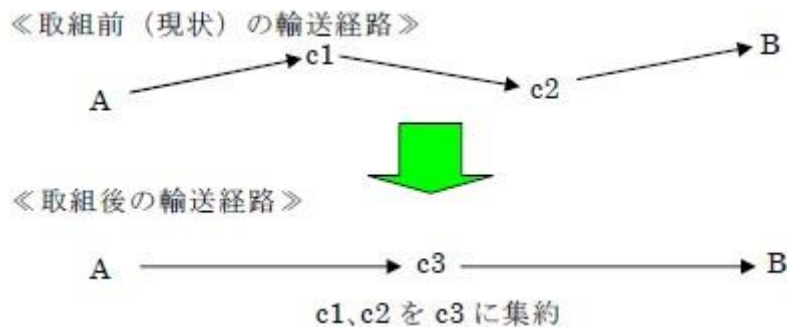 ≪取組前（現状）の輸送経路≫
A c1 c2 B
≪取組後の輸送経路≫
A c3 B
c1、c2 を c3 に集約